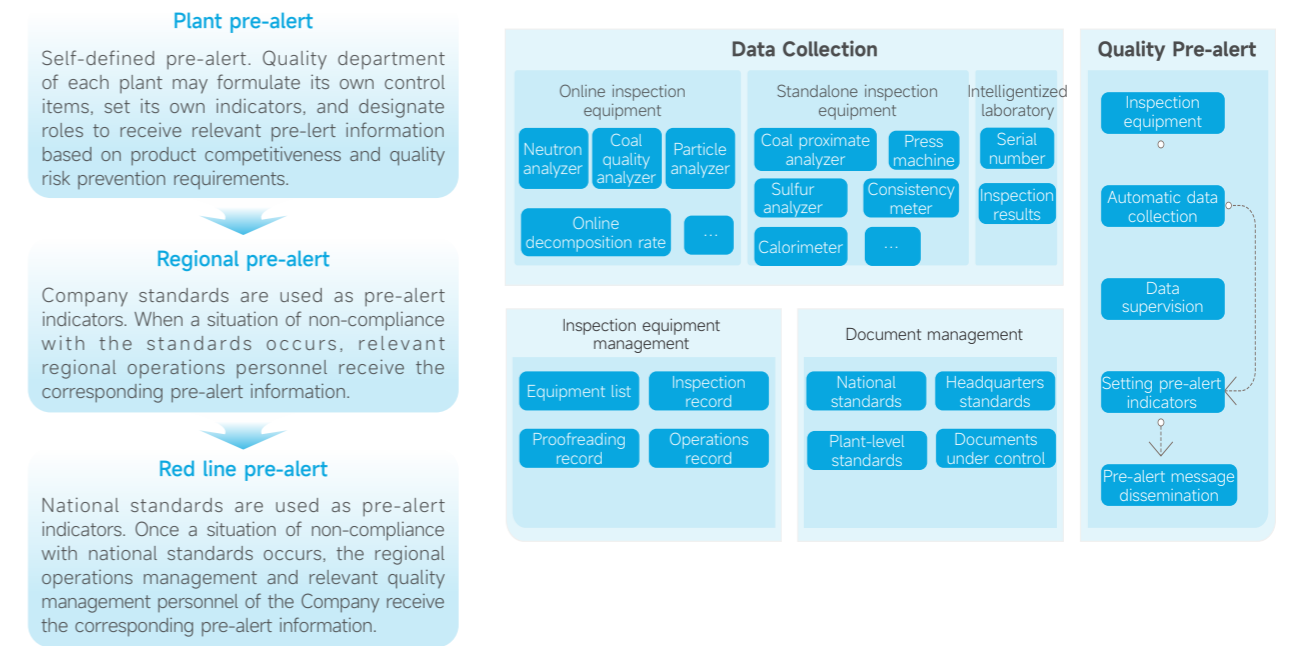 Plant pre-alert
Self-defined pre-alert. Quality department
of each plant may formulate its own control
items, set its own indicators, and designate
roles to receive relevant pre-lert information
based on product competitiveness and quality
risk prevention requirements.
Regional pre-alert
Company standards are used as pre-alert
indicators. When a situation of non-compliance
with the standards occurs, relevant
regional operations personnel receive the
corresponding pre-alert information.
Red line pre-alert
National standards are used as pre-alert
indicators. Once a situation of non-compliance
with national standards occurs, the regional
operations management and relevant quality
management personnel of the Company receive
the corresponding pre-alert information.
Data Collection
Online inspection
equipment
Neutron
analyzer
Coal
quality
analyzer
Particle
analyzer
Online
decomposition rate
...
Standalone inspection
equipment
Coal proximate
analyzer
Press
machine
Sulfur
analyzer
Consistency
meter
Calorimeter
...
Intelligentized
laboratory
Serial
number
Inspection
results
Inspection equipment
management
Equipment list
Inspection
record
Proofreading
record
Operations
record
Document management
National
standards
Headquarters
standards
Plant-level
standards
Documents
under control
Quality Pre-alert
Inspection
equipment
Automatic data
collection
Data
supervision
Setting pre-alert
indicators
Pre-alert message
dissemination